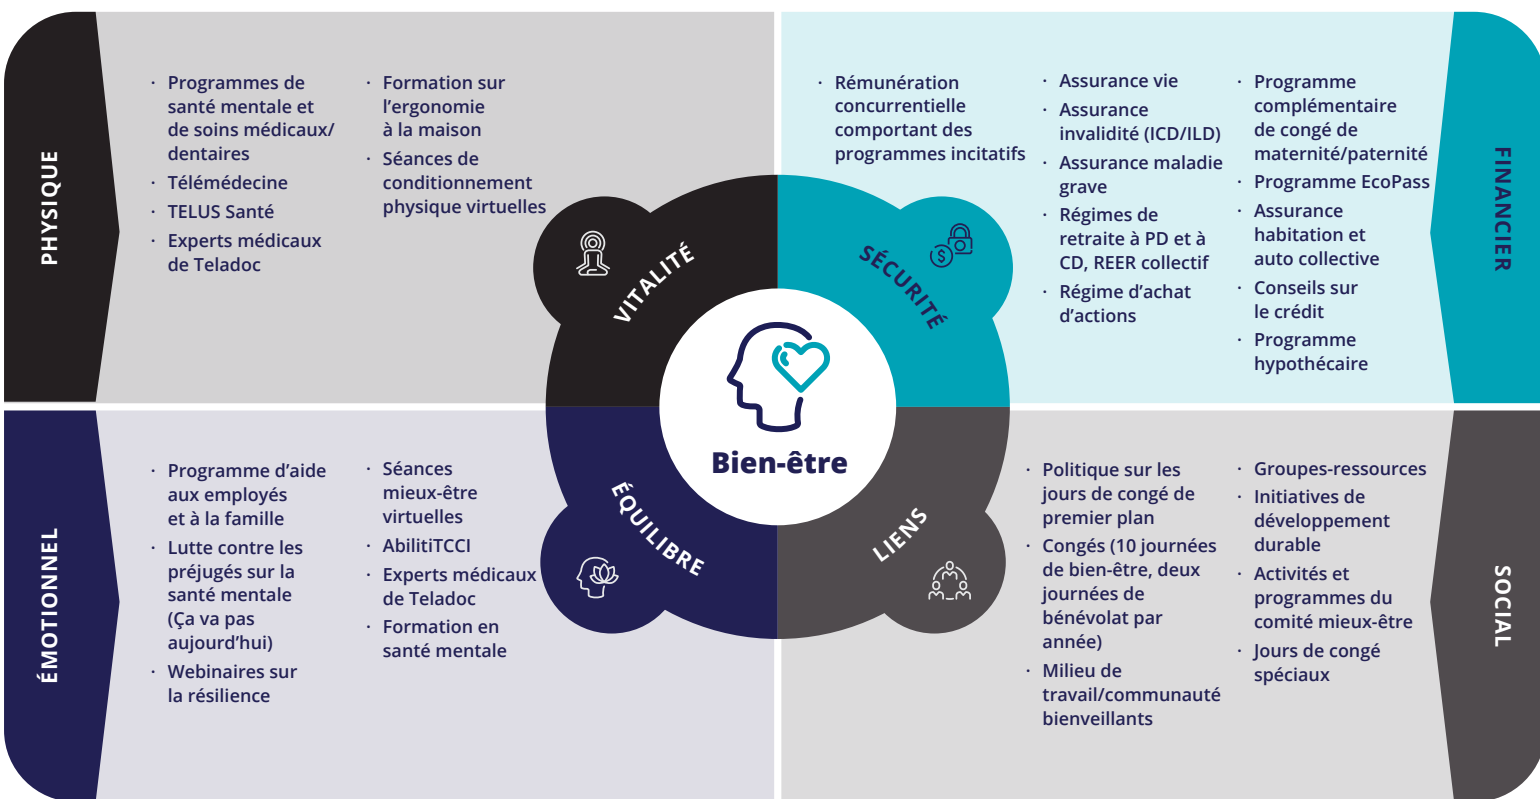 PHYSIQUE
· Programmes de
santé mentale et
de soins médicaux/
dentaires
· Télémédecine
· TELUS Santé
· Experts médicaux
de Teladoc
· Formation sur
l'ergonomie
à la maison
· Séances de
conditionnement
physique virtuelles
VITALITÉ
· Rémunération
concurrentielle
comportant des
programmes incitatifs
· Assurance vie
· Assurance
invalidité (ICD/ILD)
· Assurance maladie
grave
· Régimes de
retraite à PD et à
CD, REER collectif
· Régime d’achat
d’actions
· Programme
complémentaire
de congé de
maternité/paternité
· Programme EcoPass
· Assurance
habitation et
auto collective
· Conseils sur
le crédit
· Programme
hypothécaire
FINANCIER
SÉCURITÉ
$
Bien-être
ÉMOTIONNEL
· Programme d’aide
aux employés
et à la famille
· Lutte contre les
préjugés sur la
santé mentale
(Ça va pas
aujourd’hui)
· Webinaires sur
la résilience
· Séances
mieux-être
virtuelles
· AbilitiTCCI
· Experts médicaux
de Teladoc
· Formation en
santé mentale
ÉQUILIBRE
LIENS
· Politique sur les
jours de congé de
premier plan
· Congés (10 journées
de bien-être, deux
journées de
bénévolat par
année)
· Milieu de
travail/communauté
bienveillants
· Groupes-ressources
· Initiatives de
développement
durable
· Activités et
programmes du
comité mieux-être
· Jours de congé
spéciaux
SOCIAL